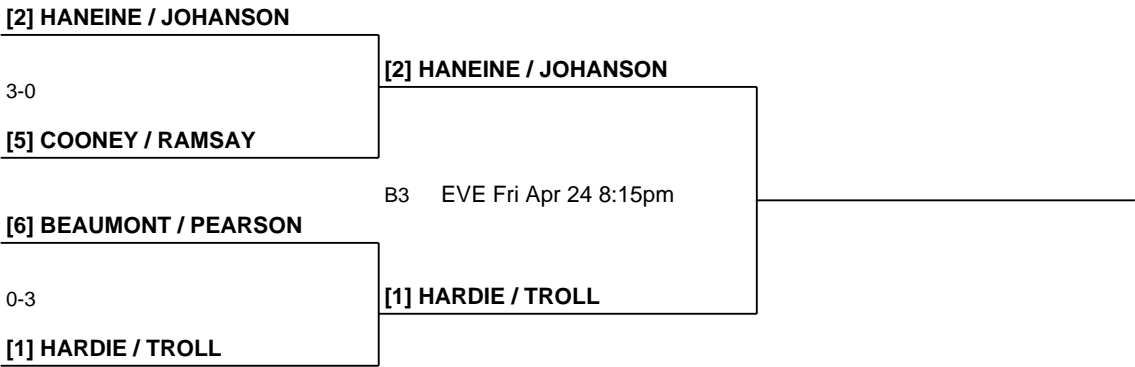 [2] HANEINE / JOHANSON
[2] HANEINE / JOHANSON
3-0
[5] COONEY / RAMSAY
B3 EVE Fri Apr 24 8:15pm
[6] BEAUMONT / PEARSON
0-3
[1] HARDIE / TROLL
[1] HARDIE / TROLL